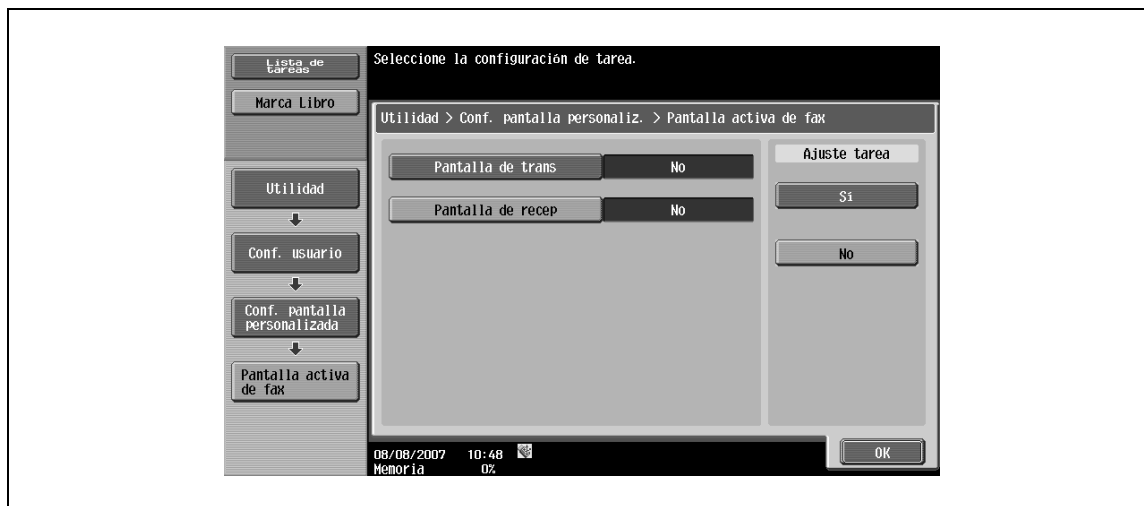 Lista de
tareas
Marca Libro
Utilidad
Conf. usuario
Conf. pantalla
personalizada
Pantalla activa
de fax
Seleccione la configuración de tarea.
Utilidad > Conf. pantalla personaliz. > Pantalla activa de fax
Pantalla de trans No
Pantalla de recep No
Ajuste tarea
Sí
No
08/08/2007 10:48
Memoria 0%
OK